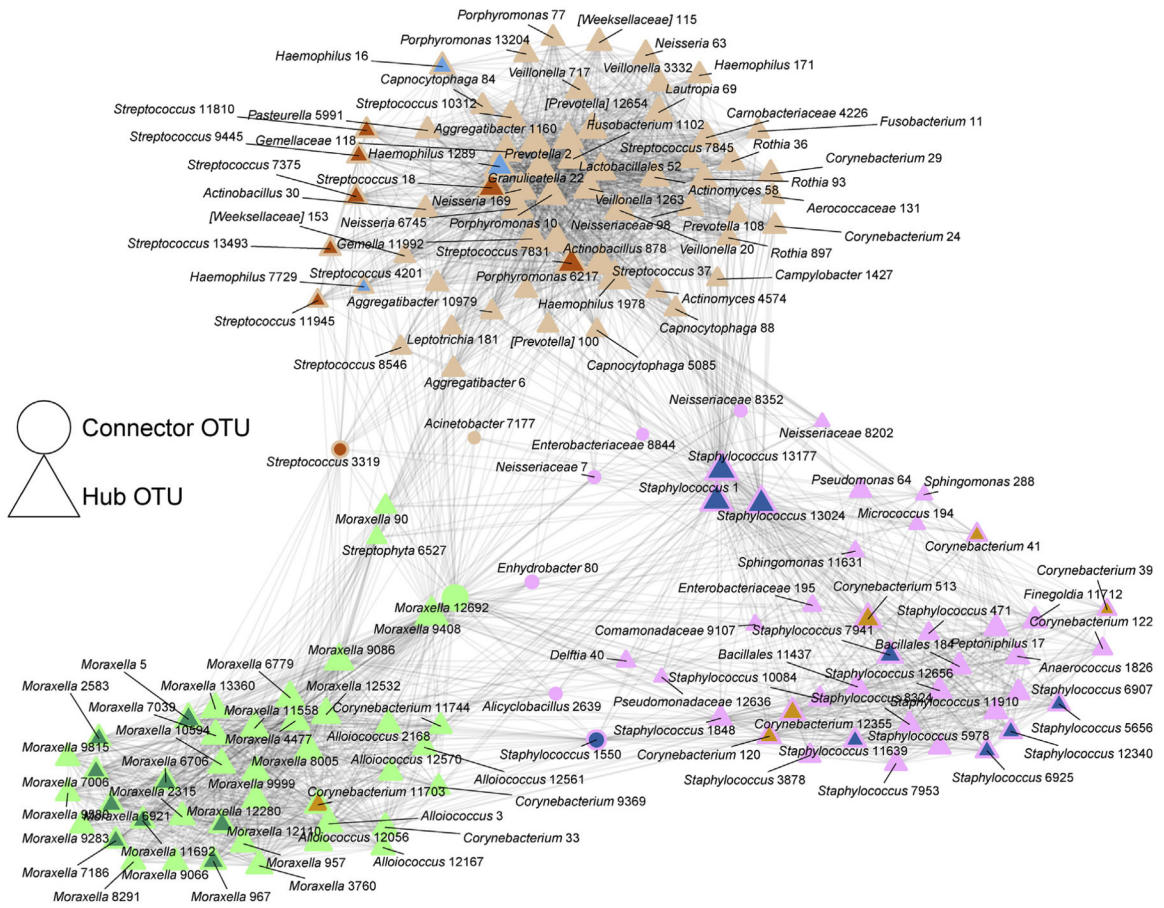 Porphyromonas 77
[Weeksellaceae] 115
Porphyromonas 13204
Neisseria 63
Haemophilus 16
Veillonella 717
Veillonella 3332
Haemophilus 171
Capnocytophaga 84
Lautropia 69
Streptococcus 10312
[Prevotella] 12654
Streptococcus 11810
Pasteurella 5991
Carnobacteriaceae 4226
Fusobacterium 11
Aggregatibacter 1160
Fusobacterium 1102
Streptococcus 9445
Gemellaceae 118
Streptococcus 7845
Rothia 36
Haemophilus 1289
Prevotella 2
Corynebacterium 29
Streptococcus 7375
Lactobacillales 52
Streptococcus 18
Granulicatella 22
Rothia 93
Actinobacillus 30
Actinomyces 58
Neisseria 169
Veillonella 1263
Aerococcaceae 131
[Weeksellaceae] 153
Neisseria 6745
Porphyromonas 10
Neisseriaceae 98
Prevotella 108
Corynebacterium 24
Streptococcus 13493
Gemella 11992
Streptococcus 7831
Actinobacillus 878
Veillonella 20
Rothia 897
Haemophilus 7729
Streptococcus 4201
Porphyromonas 6217
Streptococcus 37
Campylobacter 1427
Aggregatibacter 10979
Haemophilus 1978
Actinomyces 4574
Streptococcus 11945
Capnocytophaga 88
Leptotrichia 181
[Prevotella] 100
Streptococcus 8546
Capnocytophaga 5085
Aggregatibacter 6
Neisseriaceae 8352
Connector OTU
Acinetobacter 7177
Enterobacteriaceae 8844
Neisseriaceae 8202
Streptococcus 3319
Neisseriaceae 7
Staphylococcus 13177
Hub OTU
Staphylococcus 1
Pseudomonas 64
Sphingomonas 288
Staphylococcus 13024
Micrococcus 194
Moraxella 90
Corynebacterium 41
Streptophyta 6527
Sphingomonas 11631
Enhydrobacter 80
Corynebacterium 39
Enterobacteriaceae 195
Corynebacterium 513
Finegoldia 11712
Moraxella 12692
Staphylococcus 471
Corynebacterium 122
Moraxella 9408
Comamonadaceae 9107
Staphylococcus 7941
Bacillales 184
Peptoniphilus 17
Moraxella 9086
Delftia 40
Bacillales 11437
Anaerococcus 1826
Moraxella 5
Moraxella 6779
Staphylococcus 10084
Staphylococcus 12656
Moraxella 2583
Moraxella 13360
Moraxella 12532
Pseudomonadaceae 12636
Staphylococcus 8324
Staphylococcus 11910
Staphylococcus 6907
Moraxella 7039
Moraxella 11558
Corynebacterium 11744
Alicyclobacillus 2639
Moraxella 10594
Moraxella 4477
Alloiococcus 2168
Staphylococcus 1848
Corynebacterium 12355
Staphylococcus 5978
Staphylococcus 5656
Moraxella 9815
Moraxella 6706
Moraxella 8005
Alloiococcus 12570
Staphylococcus 1550
Corynebacterium 120
Staphylococcus 11639
Staphylococcus 12340
Moraxella 7006
Moraxella 2315
Moraxella 9999
Alloiococcus 12561
Staphylococcus 3878
Staphylococcus 6925
Corynebacterium 11703
Corynebacterium 9369
Staphylococcus 7953
Moraxella
Moraxella 6921
Moraxella 12280
Alloiococcus 3
Moraxella 9283
Moraxella 12110
Alloiococcus 12056
Corynebacterium 33
Moraxella 7186
Moraxella 11692
Moraxella 957
Alloiococcus 12167
Moraxella 8291
Moraxella 9066
Moraxella 967
Moraxella 3760